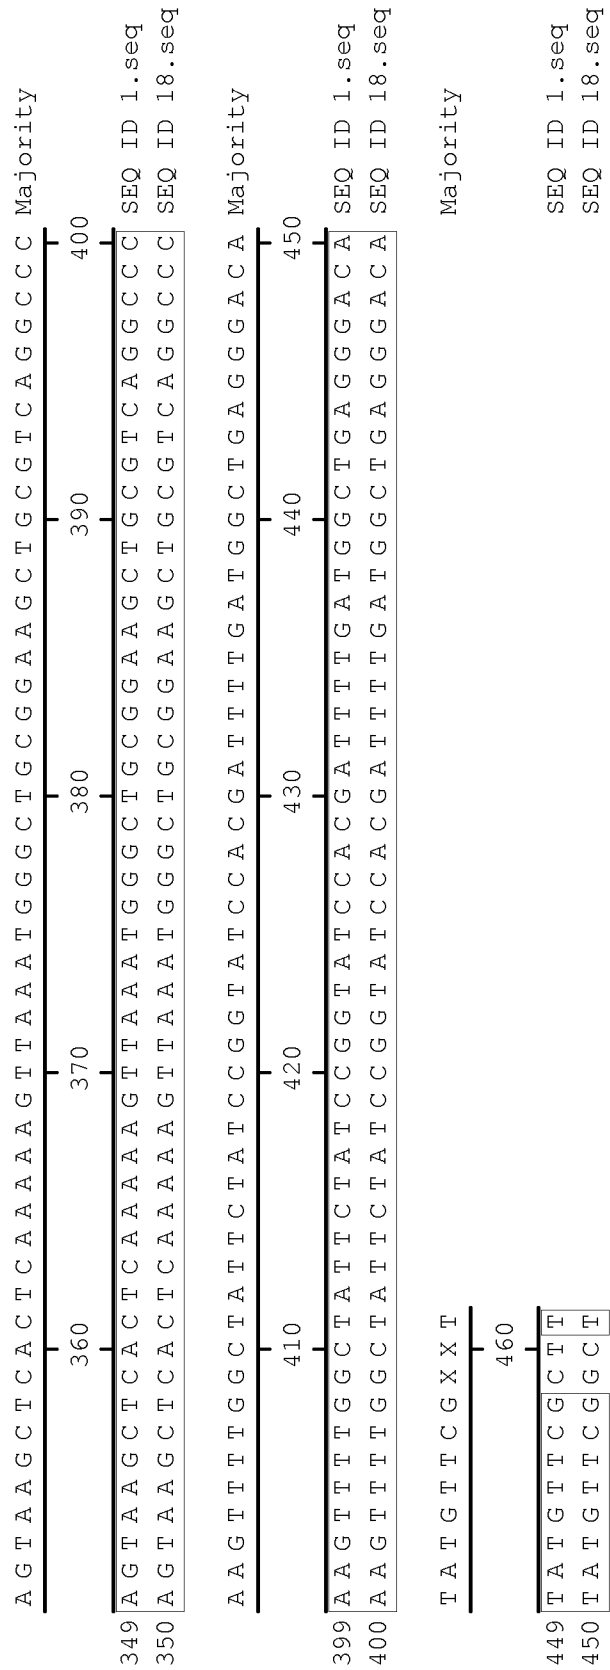 A G T A A G C T C A C T C A A A A A G T T A A A T G G G C T G C G G A A G C T G C G T C A G G C C C Majority
360 370 380 390 400
349 A G T A A G C T C A C T C A A A A A G T T A A A T G G G C T G C G G A A G C T G C G T C A G G C C C SEQ ID 1.seq
350 A G T A A G C T C A C T C A A A A A G T T A A A T G G G C T G C G G A A G C T G C G T C A G G C C C SEQ ID 18.seq
A A G T T T T G G C T A T T C T A T C C G G T A T C C A C G A T T T T G A T G G C T G A G G G A C A Majority
410 420 430 440 450
399 A A G T T T T G G C T A T T C T A T C C G G T A T C C A C G A T T T T G A T G G C T G A G G G A C A SEQ ID 1.seq
400 A A G T T T T G G C T A T T C T A T C C G G T A T C C A C G A T T T T G A T G G C T G A G G G A C A SEQ ID 18.seq
T A T G T T C G X X T Majority
460
449 T A T G T T C G C T T SEQ ID 1.seq
450 T A T G T T C G G C T SEQ ID 18.seq